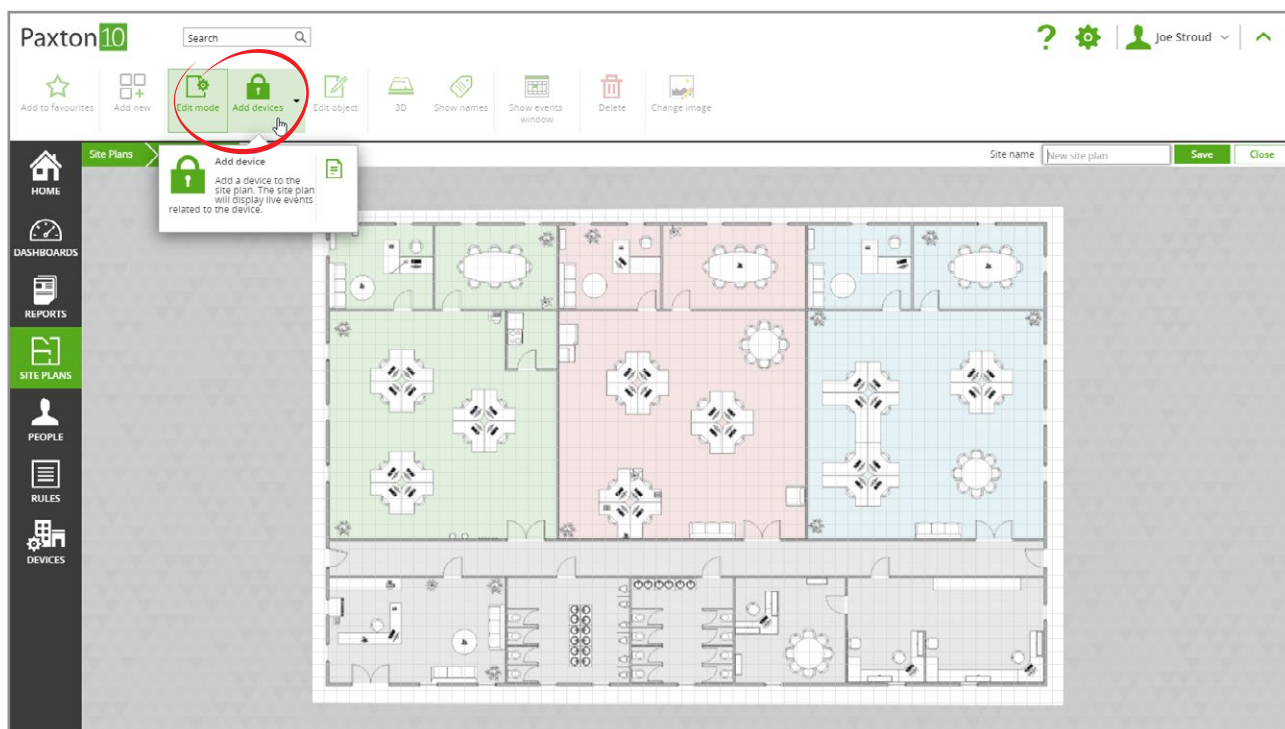 Paxton10
Search
Joe Stroud
Add to favourites
Add new
Edit mode
Add devices
Edit object
3D
Show names
Show events
window
Delete
Change image
Site Plans
Site name
New site plan
Save
Close
Add device
Add a device to the
site plan. The site plan
will display live events
related to the device.
HOME
DASHBOARDS
REPORTS
SITE PLANS
PEOPLE
RULES
DEVICES